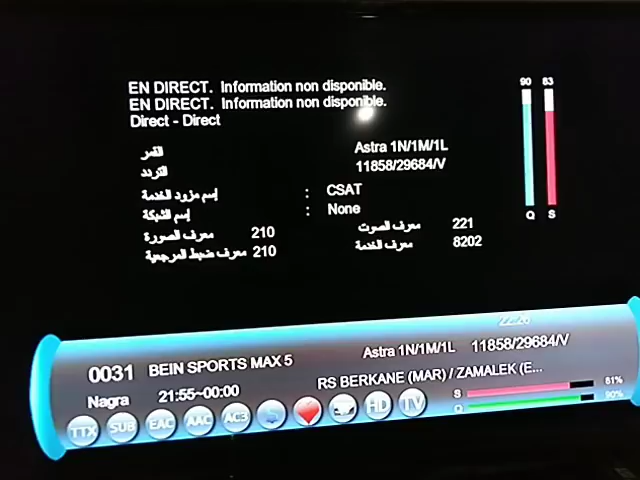 EN DIRECT. Information non disponible.
90 83
EN DIRECT. Information non disponible.
Direct - Direct
القمر Astra 1N/1M/1L
التردد 11858/29684/V
إسم مزود الخدمة : CSAT
إسم الشبكة : None
معرف الصورة 210 معرف الصوت 221
معرف ضبط المرجعية 210 معرف الخدمة 8202
Q S
22:26
0031 BEIN SPORTS MAX 5 Astra 1N/1M/1L 11858/29684/V
Nagra 21:55~00:00 RS BERKANE (MAR) / ZAMALEK (E...
S 81%
TTX SUB EAC AAC AC3 $ HD TV
Q 90%